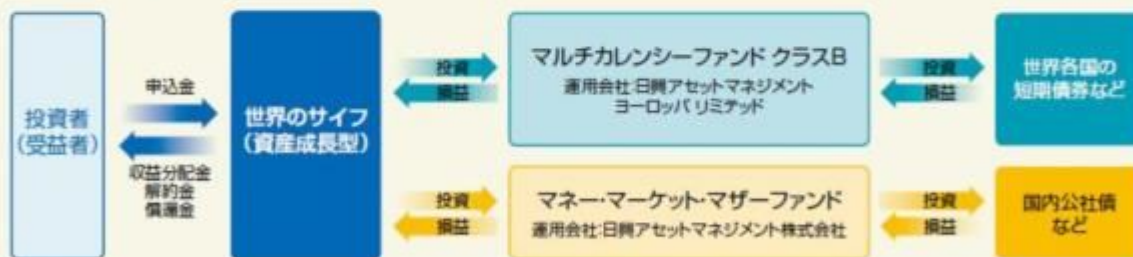 投資者
(受益者)
申込金
収益分配金
解約金
償還金
世界のサイフ
(資産成長型)
投資
損益
マルチカレンシーファンド クラスB
運用会社:日興アセットマネジメント
ヨーロッパ リミテッド
投資
損益
世界各国の
短期債券など
投資
損益
マネー・マーケット・マザーファンド
運用会社:日興アセットマネジメント株式会社
投資
損益
国内公社債
など